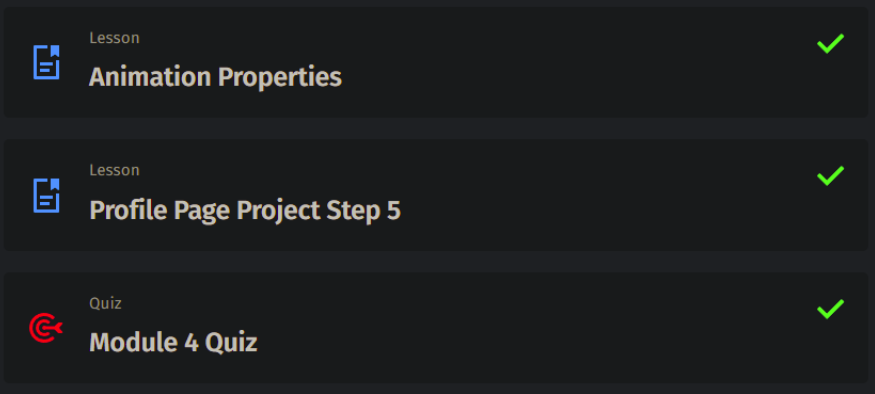 Lesson
Animation Properties
Lesson
Profile Page Project Step 5
Quiz
Module 4 Quiz